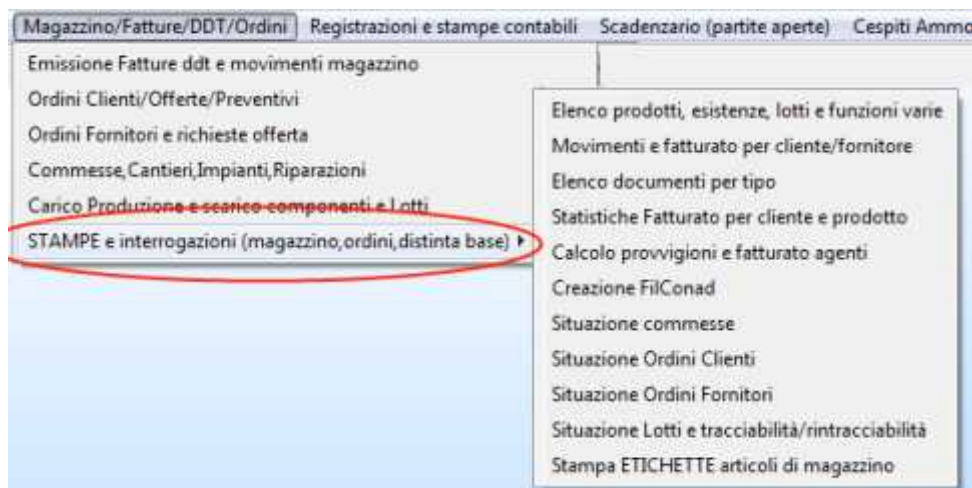 Magazzino/Fatture/DDT/Ordini Registrazioni e stampe contabili Scadenzario (partite aperte) Cespiti Ammo
Emissione Fatture ddt e movimenti magazzino
Ordini Clienti/Offerte/Preventivi
Ordini Fornitori e richieste offerta
Commesse,Cantieri,Impianti,Riparazioni
Carico Produzione e scarico componenti e Lotti
STAMPE e interrogazioni (magazzino,ordini,distinta base)
Elenco prodotti, esistenze, lotti e funzioni varie
Movimenti e fatturato per cliente/fornitore
Elenco documenti per tipo
Statistiche Fatturato per cliente e prodotto
Calcolo provvigioni e fatturato agenti
Creazione FilConad
Situazione commesse
Situazione Ordini Clienti
Situazione Ordini Fornitori
Situazione Lotti e tracciabilità/rintracciabilità
Stampa ETICHETTE articoli di magazzino